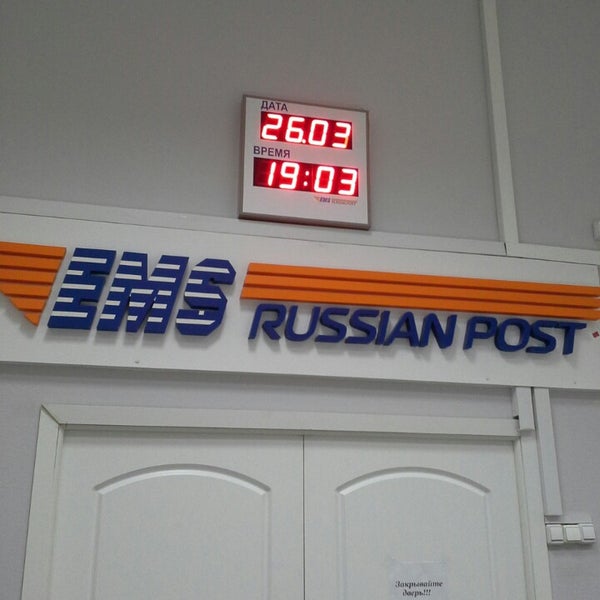 ДАТА
26.03
ВРЕМЯ
19:03
EMS RUSSIAN POST
Закрывайте
дверь!!!